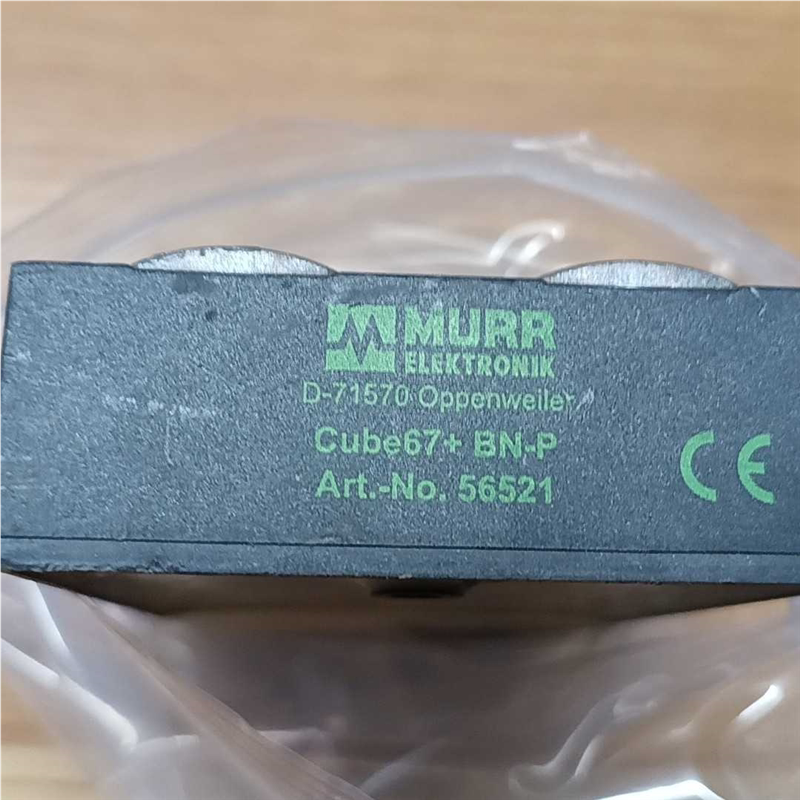 MURR
ELEKTRONIK
D-71570 Oppenweiler
Cube67+ BN-P
Art.-No. 56521
CE